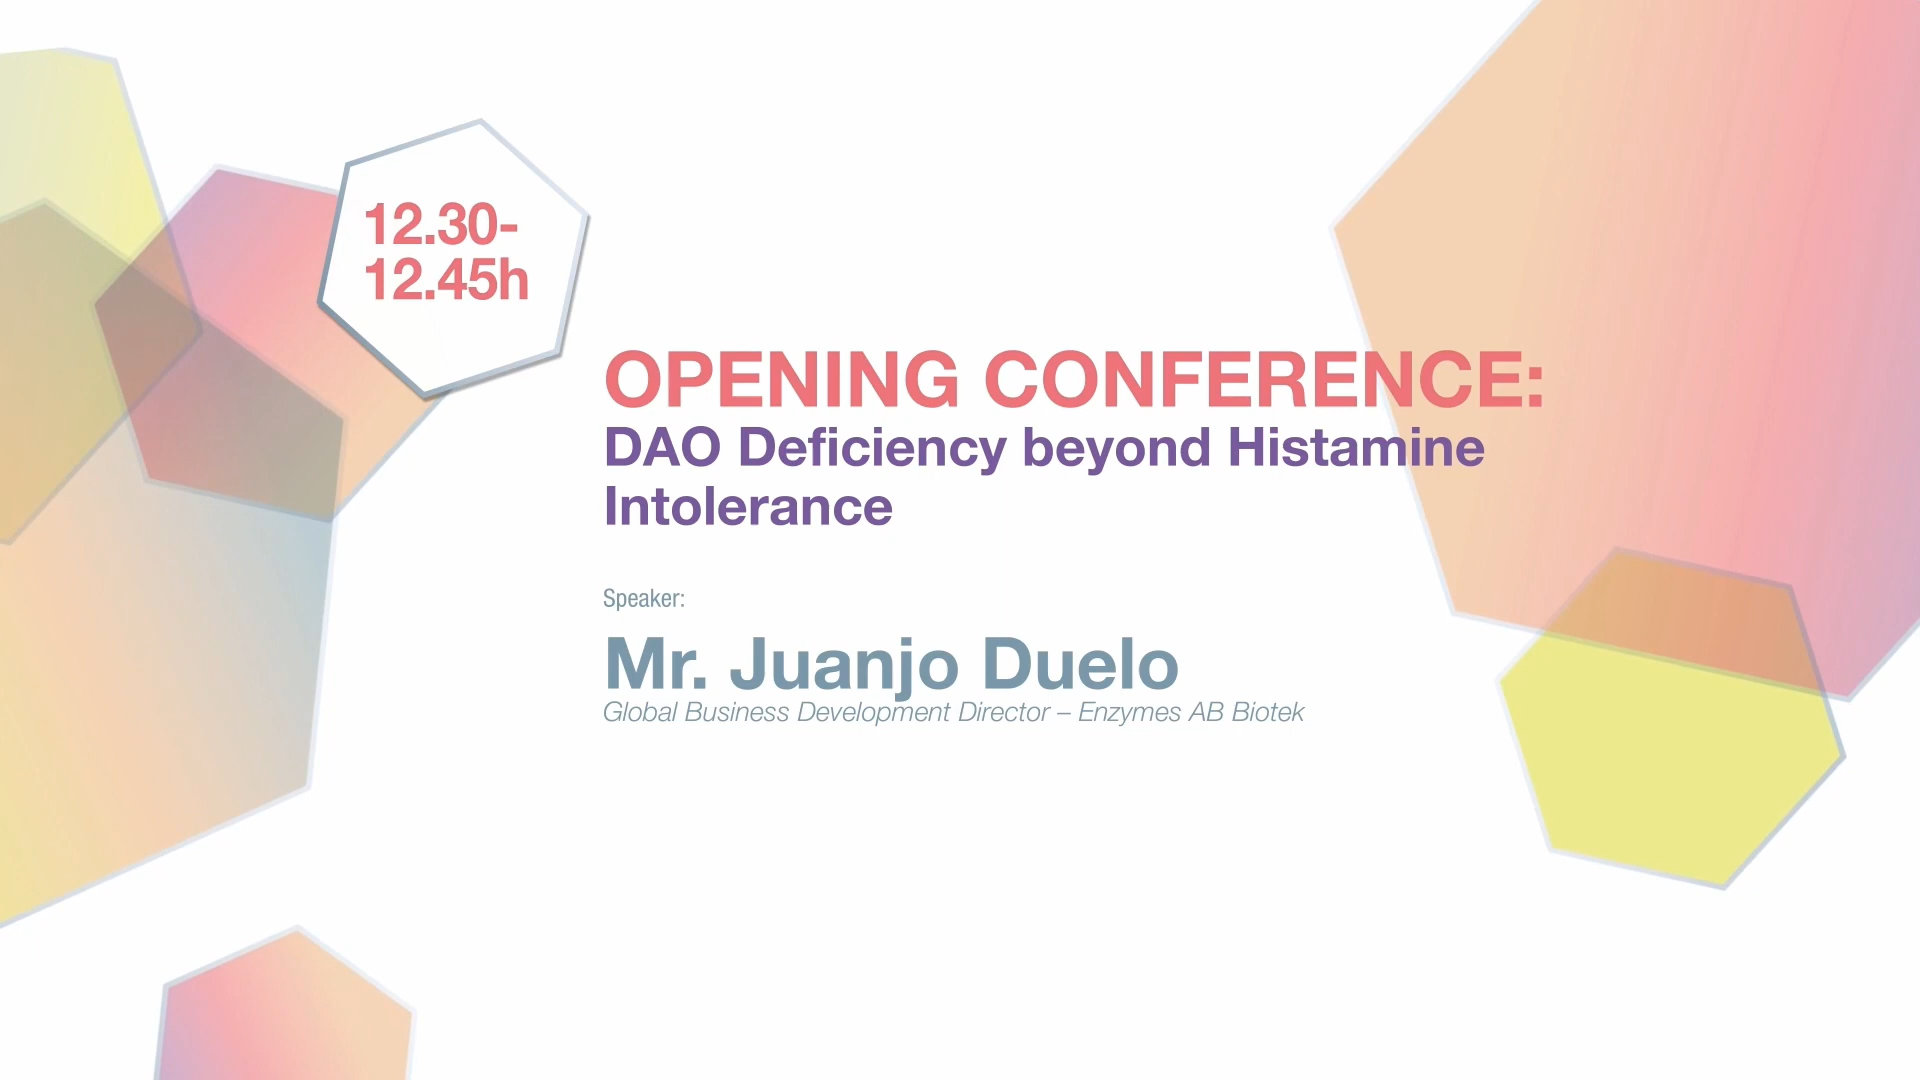 12.30-
12.45h
OPENING CONFERENCE:
DAO Deficiency beyond Histamine
Intolerance
Speaker:
Mr. Juanjo Duelo
Global Business Development Director – Enzymes AB Biotek